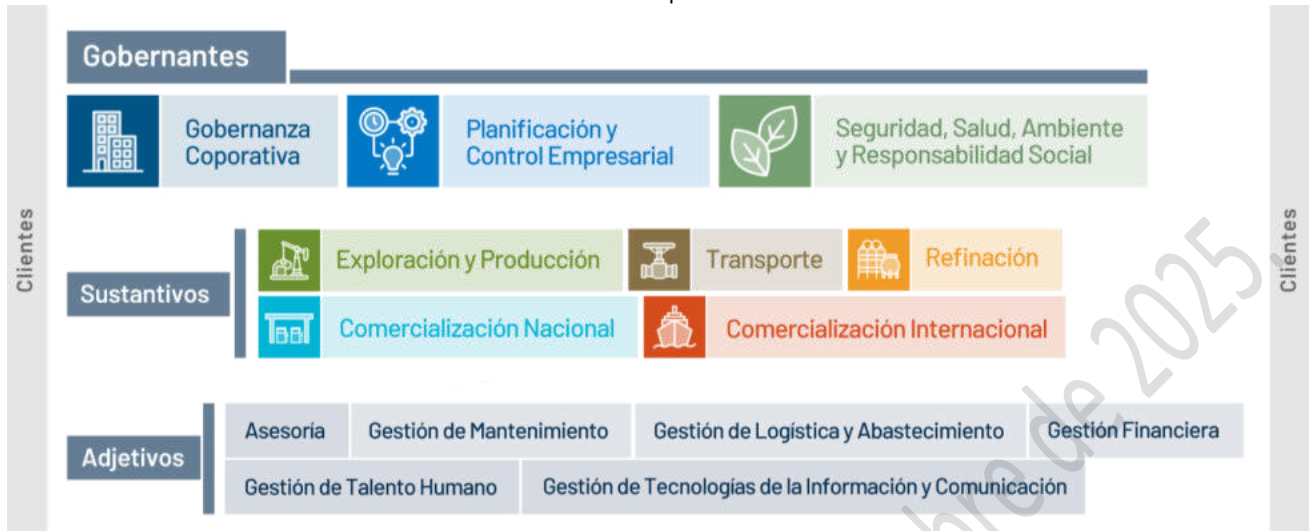 Gobernantes
Gobernanza
Coporativa
Planificación y
Control Empresarial
Seguridad, Salud, Ambiente
y Responsabilidad Social
Clientes
Clientes
Sustantivos
Exploración y Producción
Transporte
Refinación
Comercialización Nacional
Comercialización Internacional
Adjetivos
Asesoría
Gestión de Mantenimiento
Gestión de Logística y Abastecimiento
Gestión Financiera
Gestión de Talento Humano
Gestión de Tecnologías de la Información y Comunicación
de 2025,